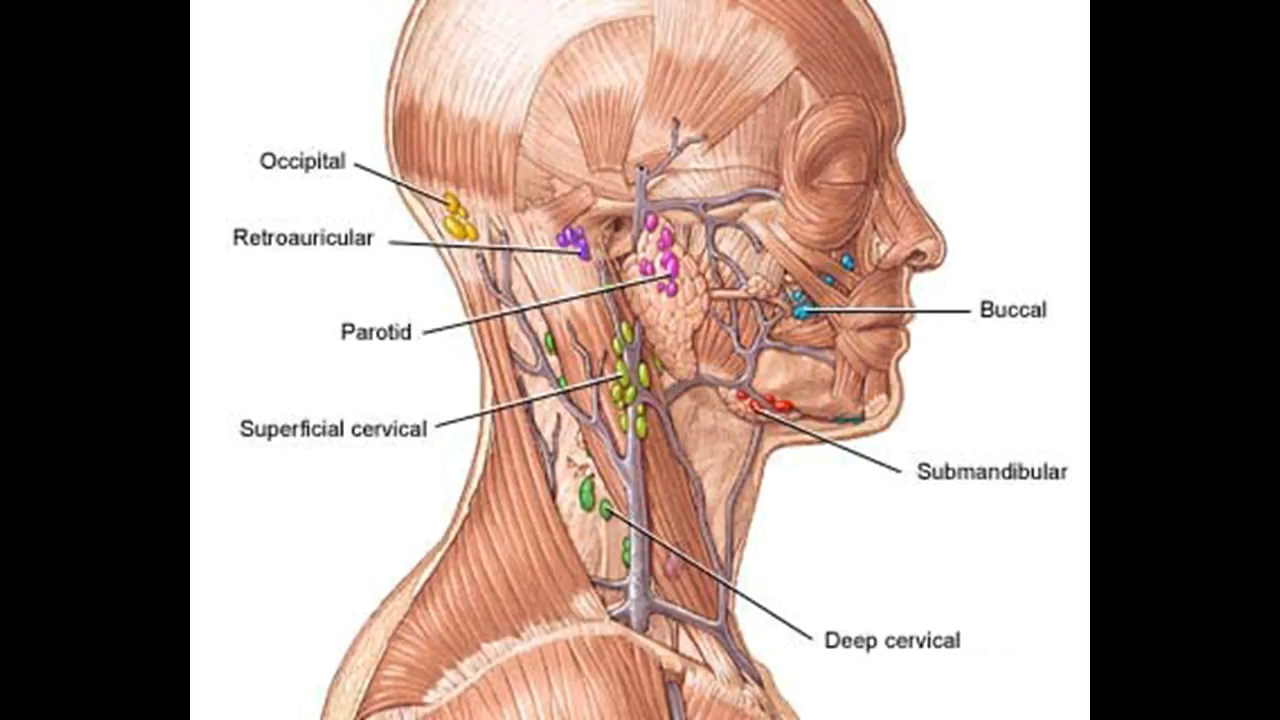 Occipital
Retroauricular
Parotid
Buccal
Superficial cervical
Submandibular
Deep cervical